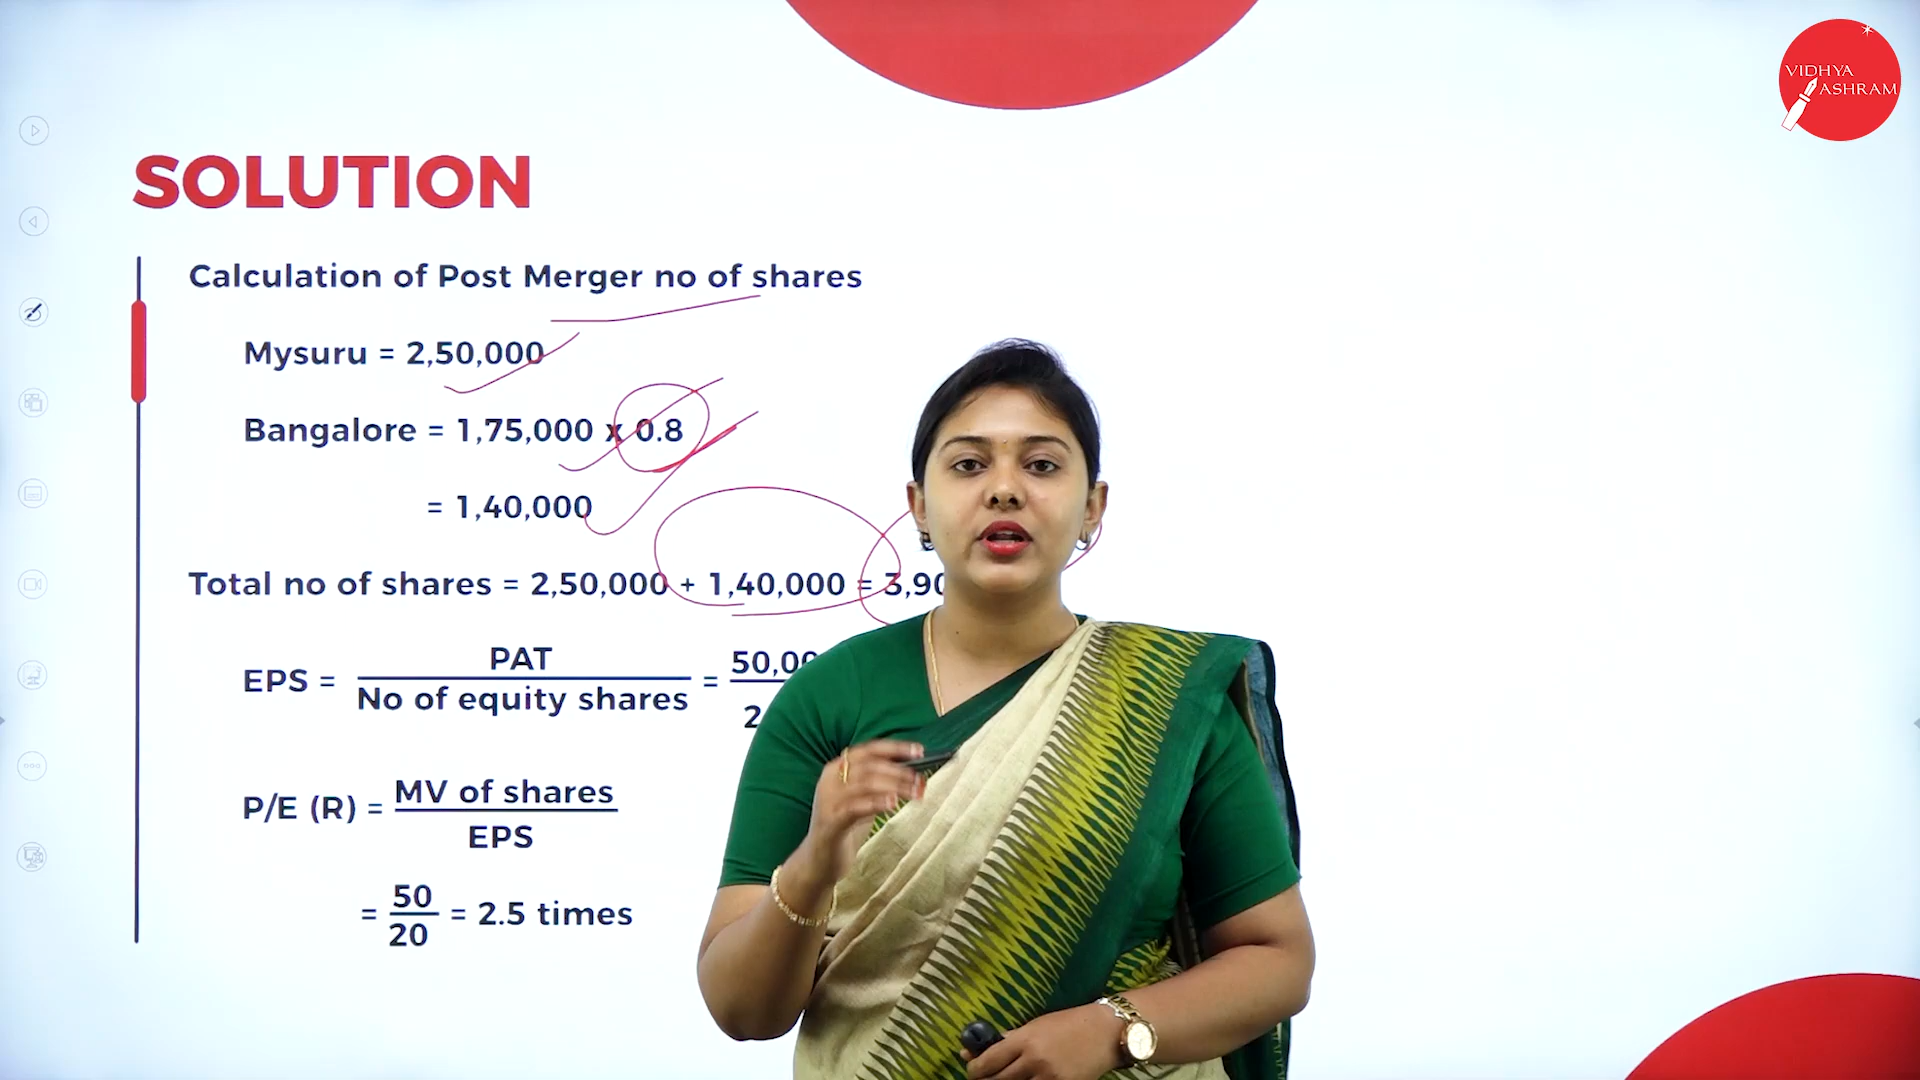 VIDHYA
ASHRAM
SOLUTION
Calculation of Post Merger no of shares
Mysuru = 2,50,000
Bangalore = 1,75,000 x 0.8
= 1,40,000
Total no of shares = 2,50,000 + 1,40,000 = 3,90
EPS = PAT / No of equity shares = 50,00 / 2
P/E (R) = MV of shares / EPS
= 50 / 20 = 2.5 times